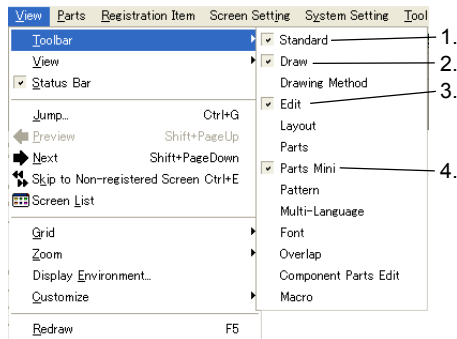 View Parts Registration Item Screen Setting System Setting Tool
Toolbar
View
Status Bar
Jump... Ctrl+G
Preview Shift+PageUp
Next Shift+PageDown
Skip to Non-registered Screen Ctrl+E
Screen List
Grid
Zoom
Display Environment...
Customize
Redraw F5
Standard 1.
Draw 2.
Drawing Method
Edit 3.
Layout
Parts
Parts Mini 4.
Pattern
Multi-Language
Font
Overlap
Component Parts Edit
Macro